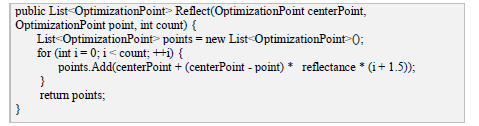 public List<OptimizationPoint> Reflect(OptimizationPoint centerPoint,
OptimizationPoint point, int count) {
List<OptimizationPoint> points = new List<OptimizationPoint>();
for (int i = 0; i < count; ++i) {
points.Add(centerPoint + (centerPoint - point) * reflectance * (i + 1.5));
}
return points;
}